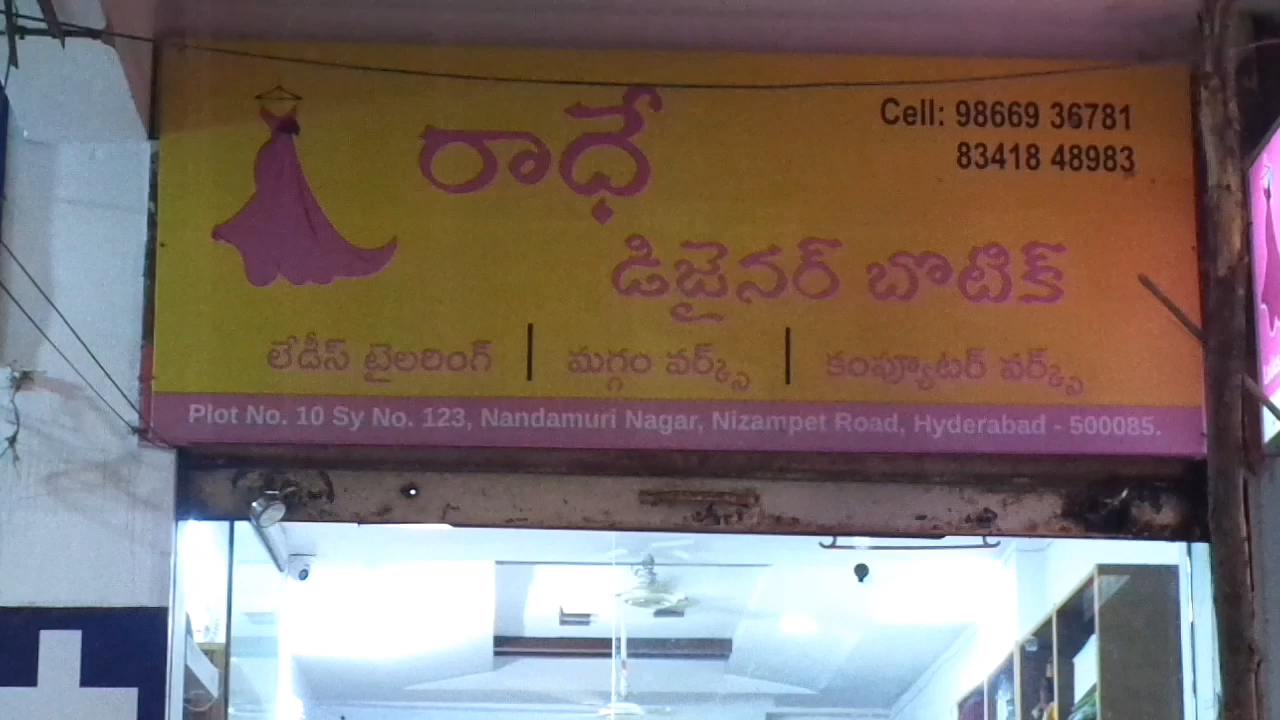 రాధే
Cell: 98669 36781
83418 48983
డిజైనర్ బొటిక్
లేడీస్ టైలరింగ్ | మగ్గం వర్క్స్ | కంప్యూటర్ వర్క్స్
Plot No. 10 Sy No. 123, Nandamuri Nagar, Nizampet Road, Hyderabad - 500085.